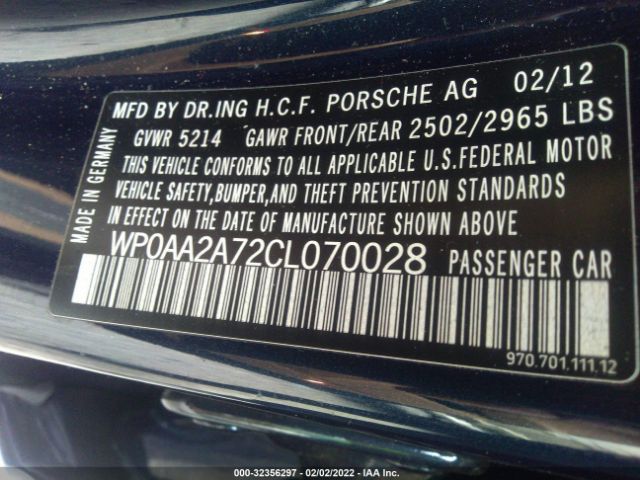 MFD BY DR.ING H.C.F. PORSCHE AG 02/12
GVWR 5214 GAWR FRONT/REAR 2502/2965 LBS
THIS VEHICLE CONFORMS TO ALL APPLICABLE U.S.FEDERAL MOTOR
VEHICLE SAFETY,BUMPER,AND THEFT PREVENTION STANDARDS
IN EFFECT ON THE DATE OF MANUFACTURE SHOWN ABOVE
WP0AA2A72CL070028 PASSENGER CAR
MADE IN GERMANY
970.701.111.12
000-32356297 - 02/02/2022 - IAA Inc.